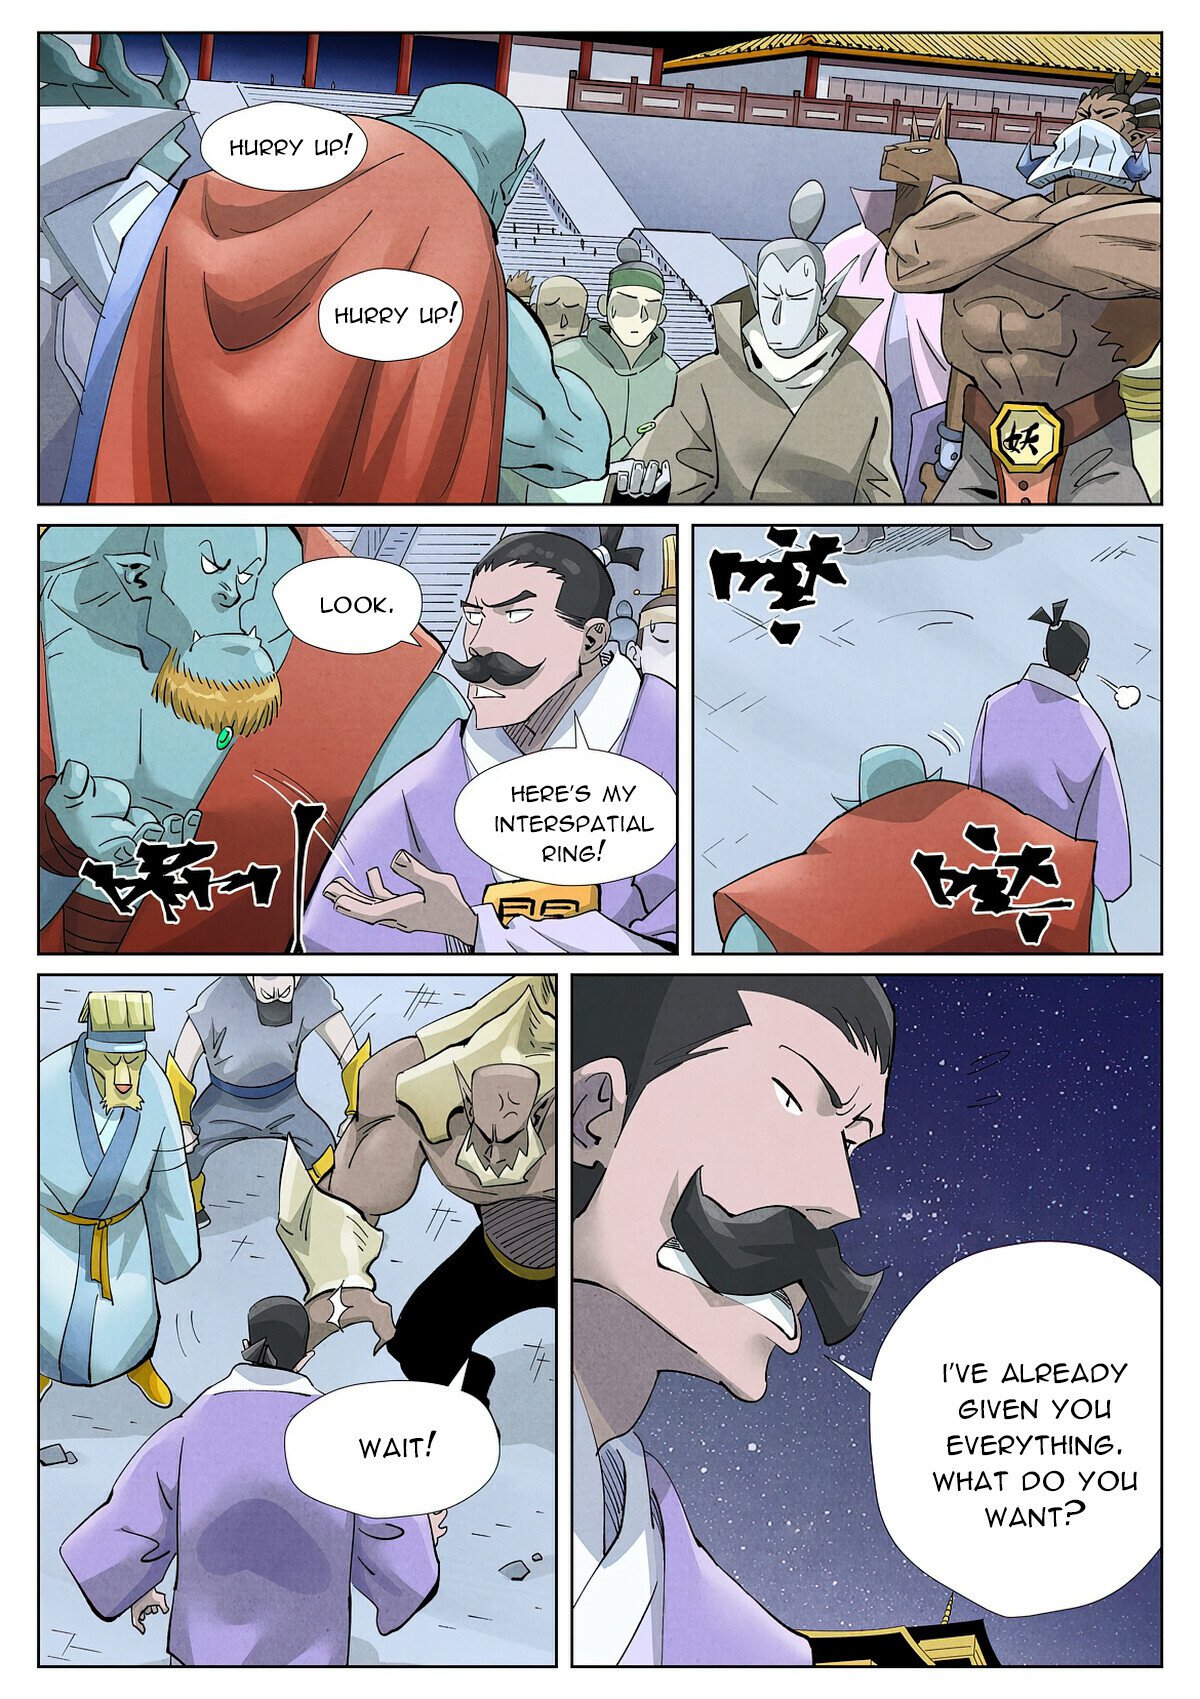 HURRY UP!
HURRY UP!
妖
LOOK,
HERE'S MY
INTERSPATIAL
RING!
WAIT!
I'VE ALREADY
GIVEN YOU
EVERYTHING,
WHAT DO YOU
WANT?